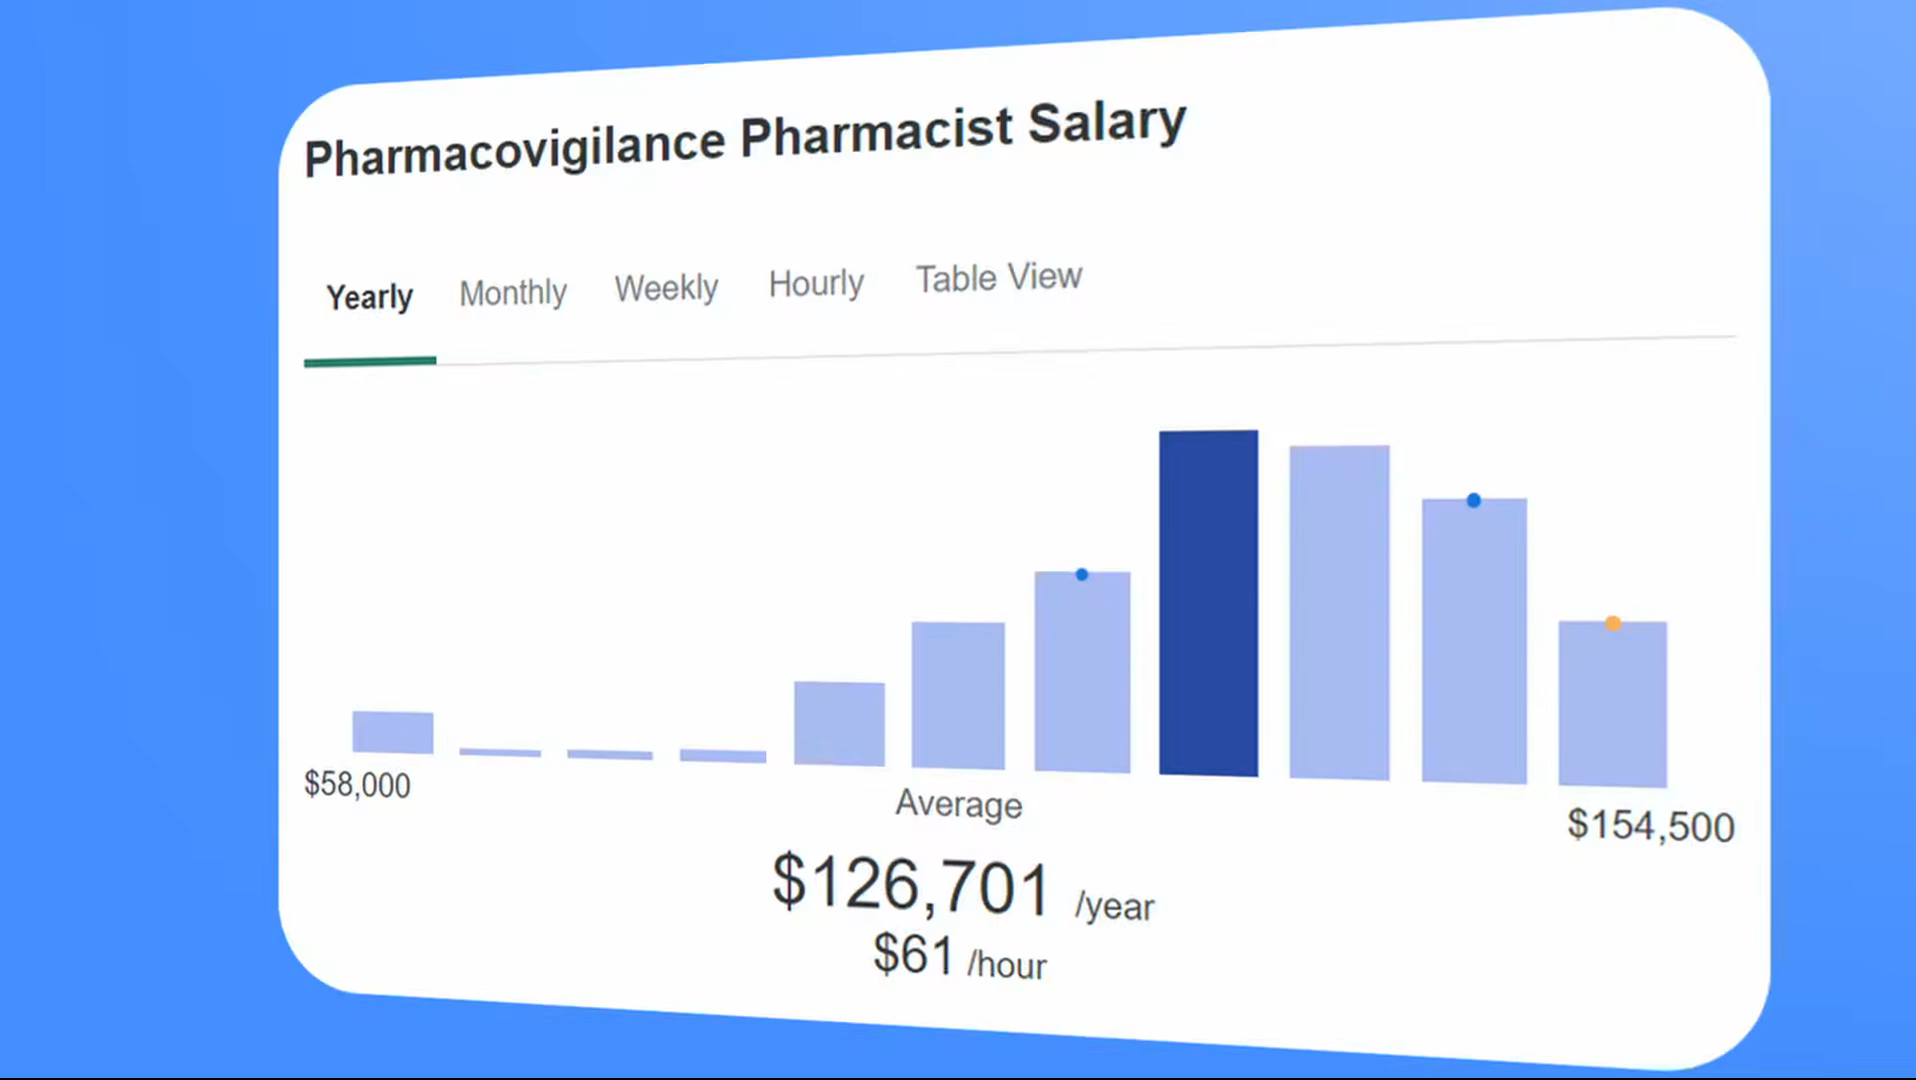 Pharmacovigilance Pharmacist Salary
Yearly Monthly Weekly Hourly Table View
$58,000
$154,500
Average
$126,701 /year
$61 /hour